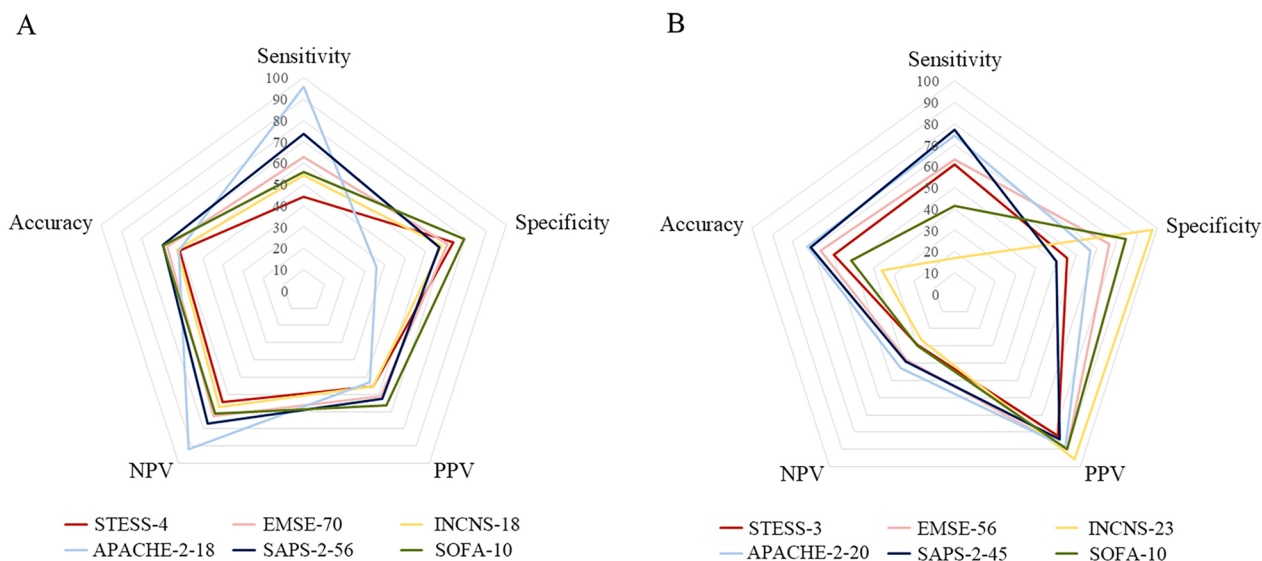 A
Sensitivity
100
90
80
70
60
50
40
30
20
10
0
Accuracy
Specificity
NPV
PPV
STESS-4 EMSE-70 INCNS-18
APACHE-2-18 SAPS-2-56 SOFA-10
B
Sensitivity
100
90
80
70
60
50
40
30
20
10
0
Accuracy
Specificity
NPV
PPV
STESS-3 EMSE-56 INCNS-23
APACHE-2-20 SAPS-2-45 SOFA-10